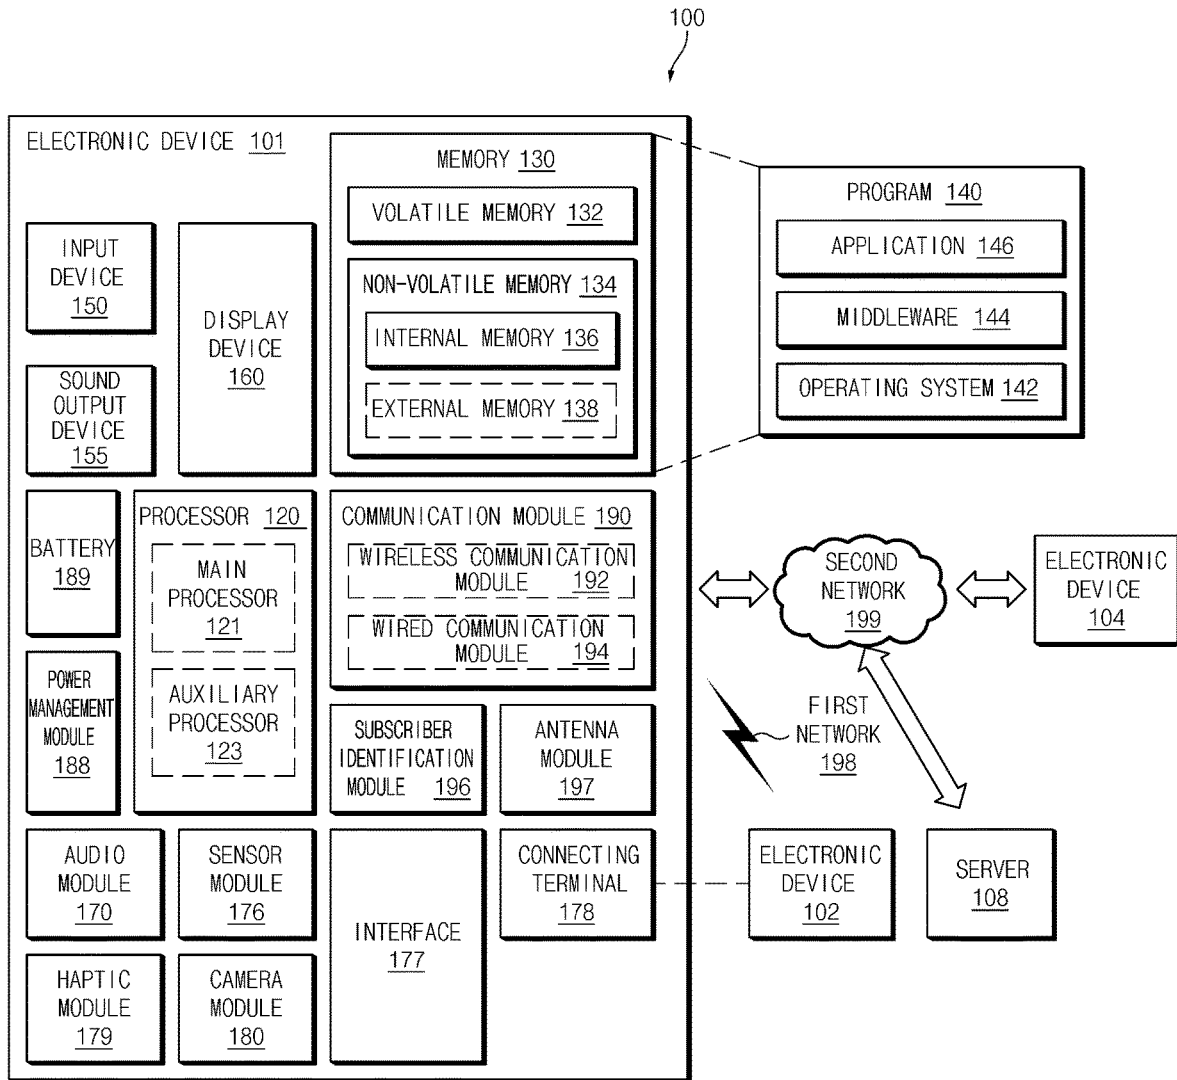 100
ELECTRONIC DEVICE 101
MEMORY 130
VOLATILE MEMORY 132
NON-VOLATILE MEMORY 134
INTERNAL MEMORY 136
EXTERNAL MEMORY 138
PROGRAM 140
APPLICATION 146
MIDDLEWARE 144
OPERATING SYSTEM 142
INPUT
DEVICE
150
DISPLAY
DEVICE
160
SOUND
OUTPUT
DEVICE
155
BATTERY
189
PROCESSOR 120
MAIN
PROCESSOR
121
AUXILIARY
PROCESSOR
123
COMMUNICATION MODULE 190
WIRELESS COMMUNICATION
MODULE 192
WIRED COMMUNICATION
MODULE 194
SECOND
NETWORK
199
ELECTRONIC
DEVICE
104
POWER
MANAGEMENT
MODULE
188
SUBSCRIBER
IDENTIFICATION
MODULE 196
ANTENNA
MODULE
197
FIRST
NETWORK
198
AUDIO
MODULE
170
SENSOR
MODULE
176
INTERFACE
177
CONNECTING
TERMINAL
178
ELECTRONIC
DEVICE
102
SERVER
108
HAPTIC
MODULE
179
CAMERA
MODULE
180